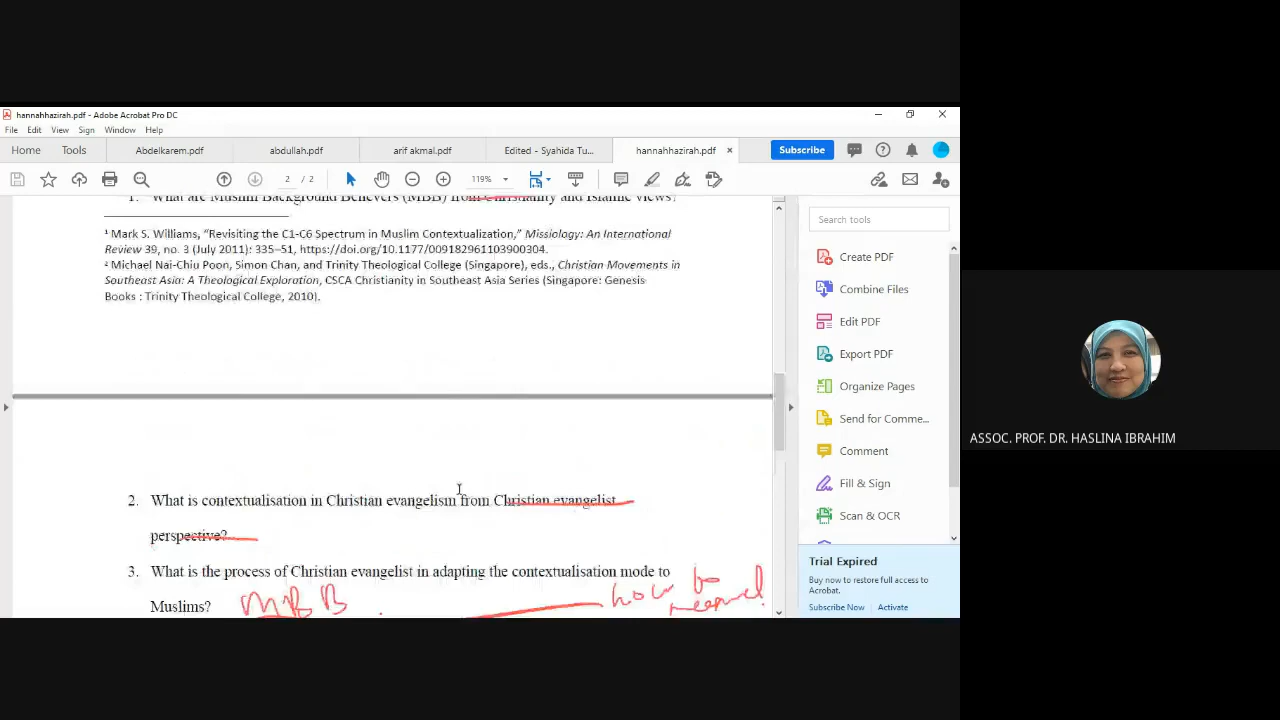 hannahhazirah.pdf - Adobe Acrobat Pro DC
File Edit View Sign Window Help
Home Tools Abdelkarem.pdf abdullah.pdf arif akmal.pdf Edited - Syahida Tu... hannahhazirah.pdf × Subscribe
2 / 2 119%
1. What are Muslim Background Believers (MBB) from Christianity and Islamic views?
¹ Mark S. Williams, “Revisiting the C1-C6 Spectrum in Muslim Contextualization,” Missiology: An International
Review 39, no. 3 (July 2011): 335–51, https://doi.org/10.1177/009182961103900304.
² Michael Nai-Chiu Poon, Simon Chan, and Trinity Theological College (Singapore), eds., Christian Movements in
Southeast Asia: A Theological Exploration, CSCA Christianity in Southeast Asia Series (Singapore: Genesis
Books : Trinity Theological College, 2010).
2. What is contextualisation in Christian evangelism from Christian evangelist
perspective?
3. What is the process of Christian evangelist in adapting the contextualisation mode to
Muslims? MBB how
Search tools
Create PDF
Combine Files
Edit PDF
Export PDF
Organize Pages
Send for Comme...
Comment
Fill & Sign
Scan & OCR
Trial Expired
Buy now to restore full access to
Acrobat.
Subscribe Now Activate
ASSOC. PROF. DR. HASLINA IBRAHIM